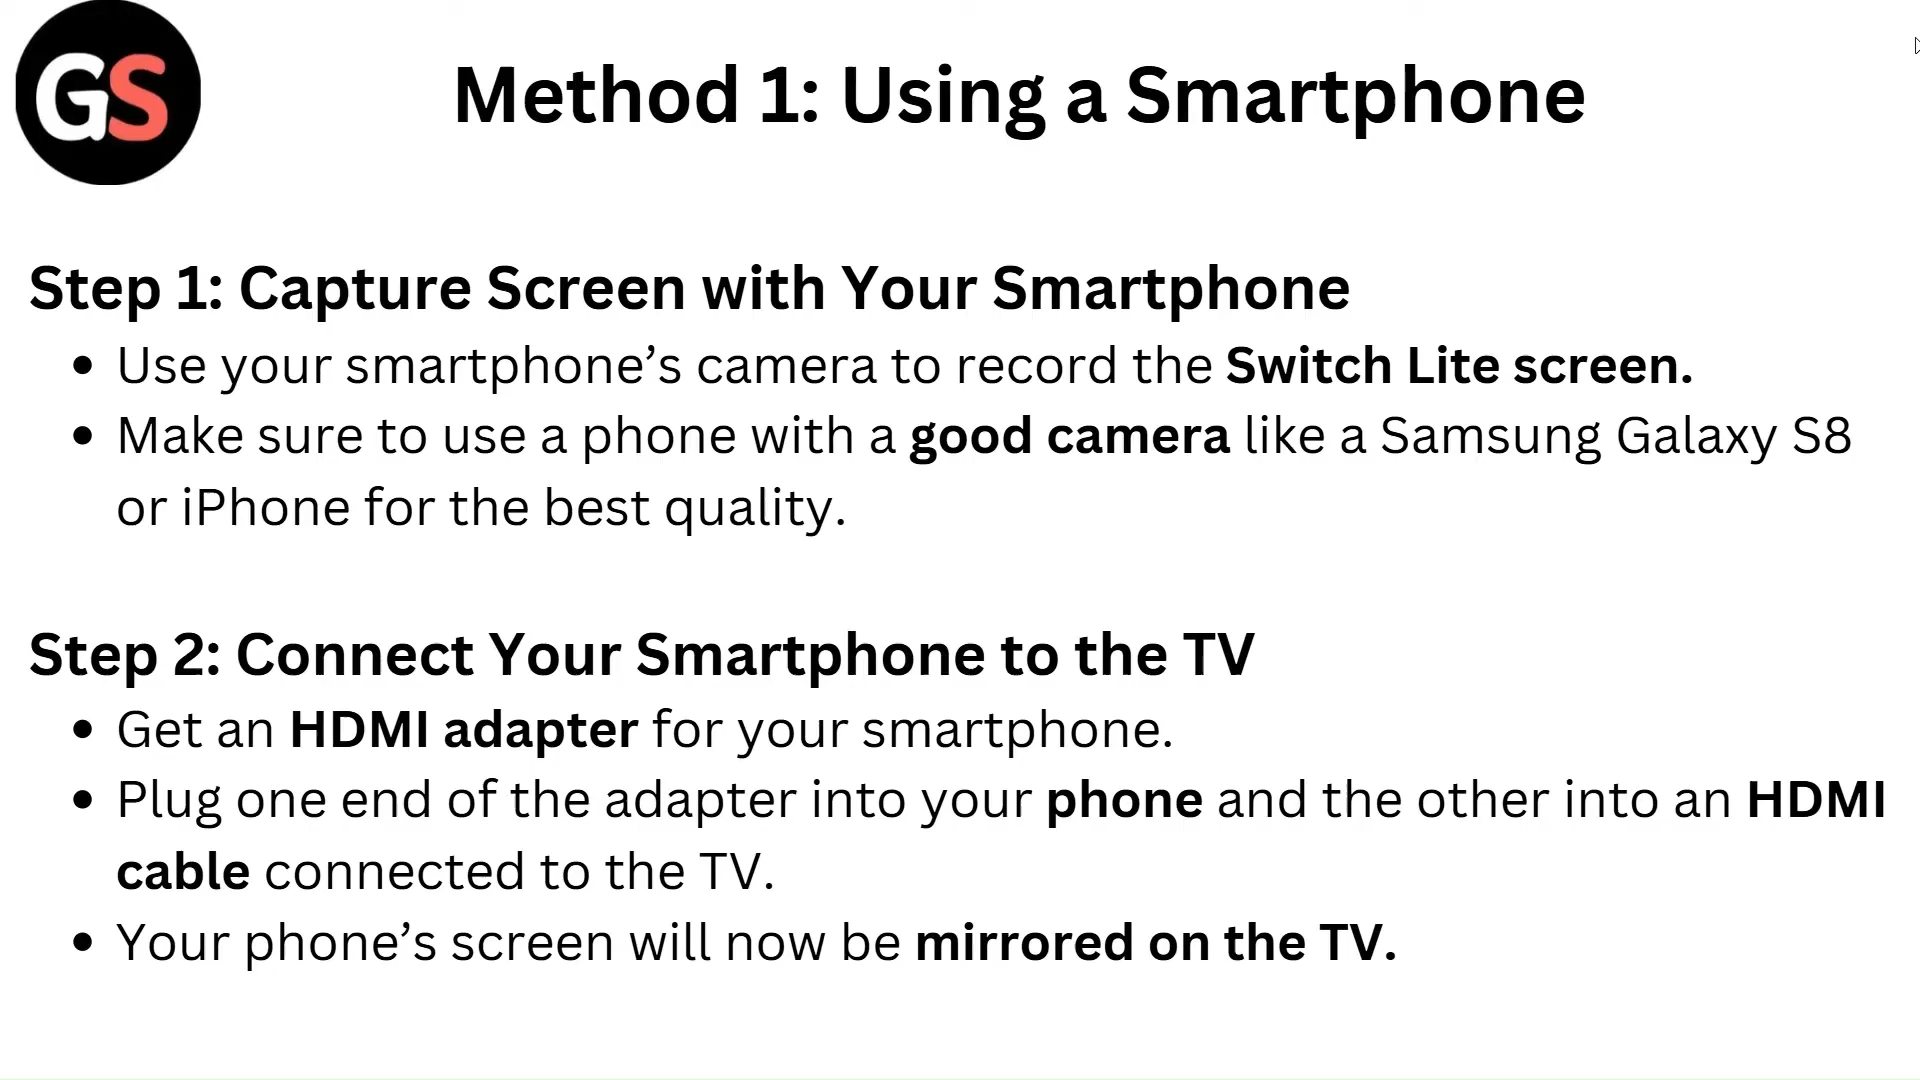 GS
Method 1: Using a Smartphone
Step 1: Capture Screen with Your Smartphone
• Use your smartphone’s camera to record the Switch Lite screen.
• Make sure to use a phone with a good camera like a Samsung Galaxy S8
or iPhone for the best quality.
Step 2: Connect Your Smartphone to the TV
• Get an HDMI adapter for your smartphone.
• Plug one end of the adapter into your phone and the other into an HDMI
cable connected to the TV.
• Your phone’s screen will now be mirrored on the TV.